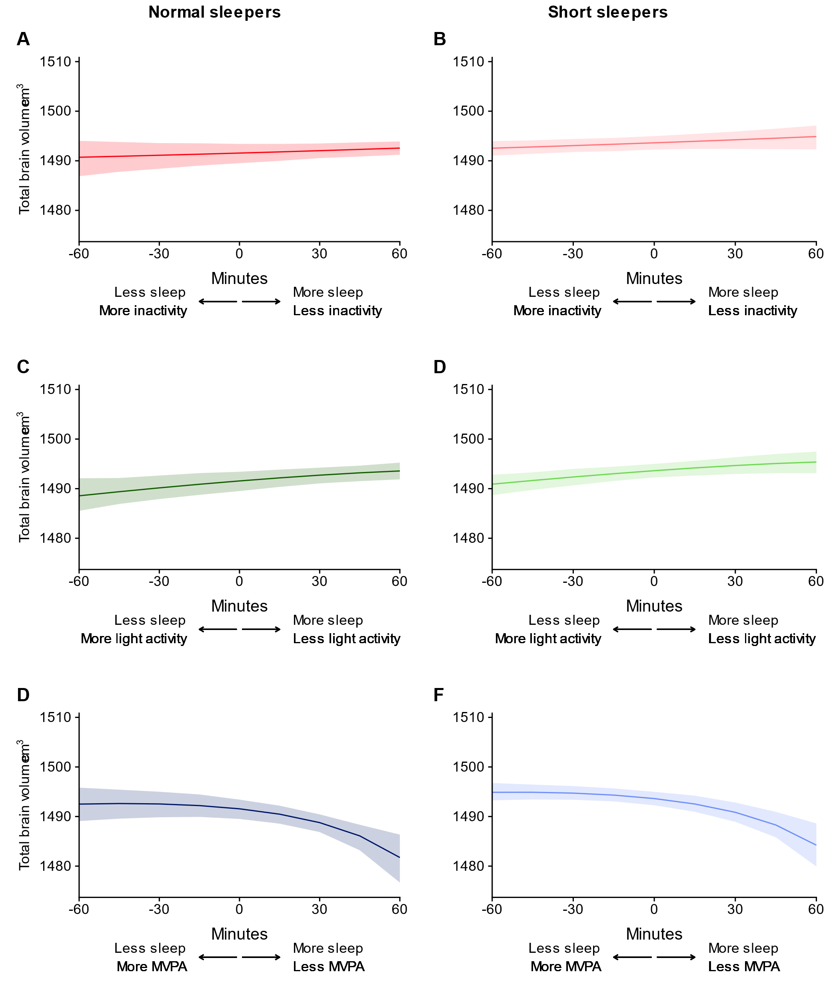 Normal sleepers
Short sleepers
A
1510
1500
1490
1480
Total brain volume cm³
-60 -30 0 30 60
Minutes
Less sleep More sleep
More inactivity Less inactivity
B
1510
1500
1490
1480
-60 -30 0 30 60
Minutes
Less sleep More sleep
More inactivity Less inactivity
C
1510
1500
1490
1480
Total brain volume cm³
-60 -30 0 30 60
Minutes
Less sleep More sleep
More light activity Less light activity
D
1510
1500
1490
1480
-60 -30 0 30 60
Minutes
Less sleep More sleep
More light activity Less light activity
D
1510
1500
1490
1480
Total brain volume cm³
-60 -30 0 30 60
Minutes
Less sleep More sleep
More MVPA Less MVPA
F
1510
1500
1490
1480
-60 -30 0 30 60
Minutes
Less sleep More sleep
More MVPA Less MVPA